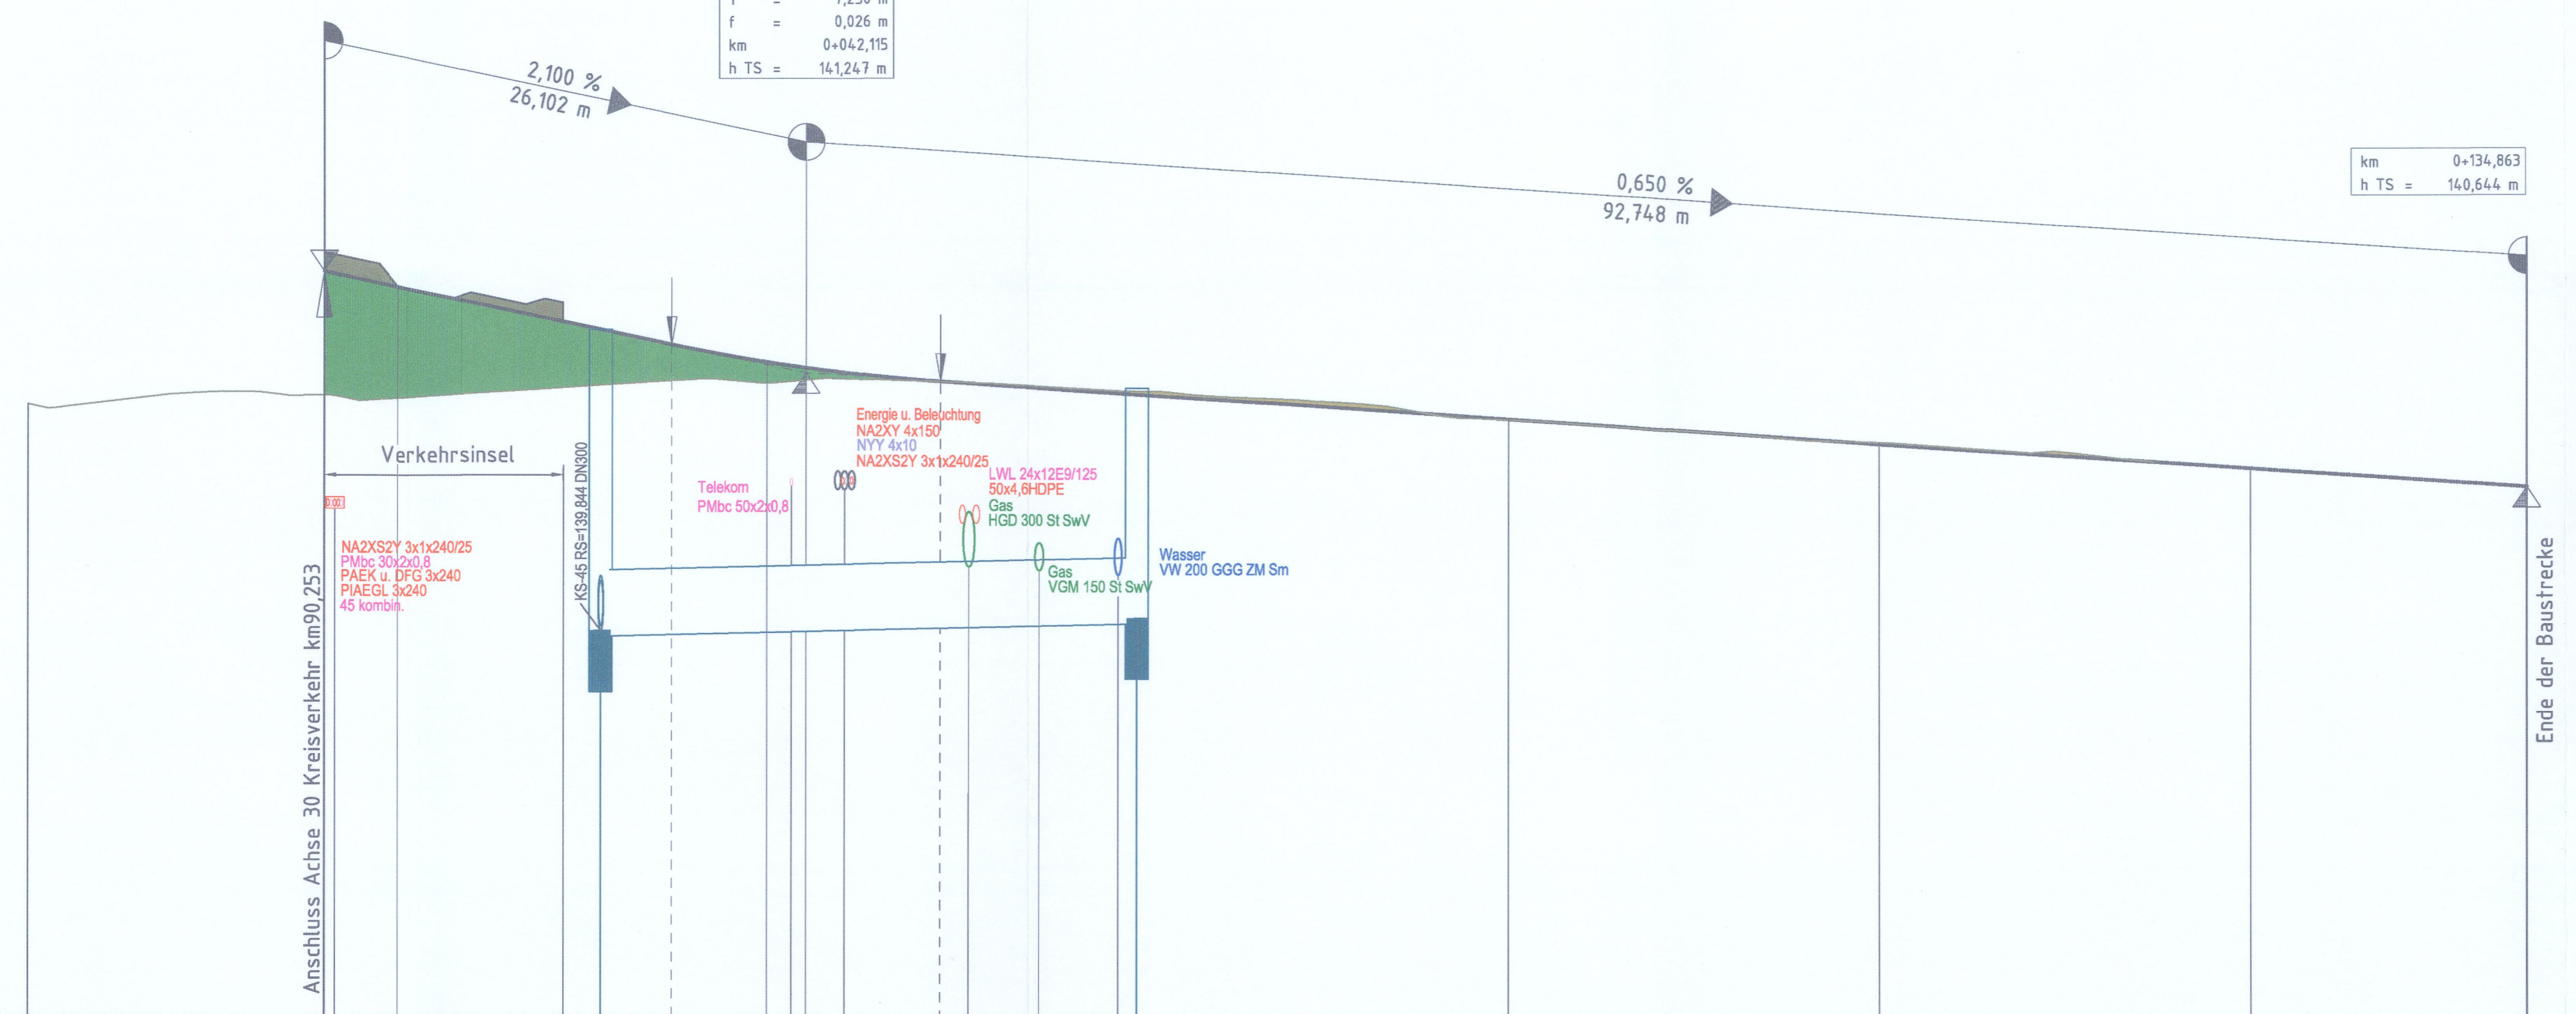 f = 0,026 m
km 0+042,115
h TS = 141,247 m
2,100 %
26,102 m
0,650 %
92,748 m
km 0+134,863
h TS = 140,644 m
Verkehrsinsel
Energie u. Beleuchtung
NA2XY 4x150
NYY 4x10
NA2XS2Y 3x1x240/25
Telekom
PMbc 50x2x0,8
LWL 24x12E9/125
50x4,6HDPE
Gas
HGD 300 St SwV
Gas
VGM 150 St SwV
Wasser
VW 200 GGG ZM Sm
NA2XS2Y 3x1x240/25
PMbc 30x2x0,8
PAEK u. DFG 3x240
PIAEGL 3x240
45 kombin.
KS-45 RS=139,844 DN300
Anschluss Achse 30 Kreisverkehr km90,253
Ende der Baustrecke